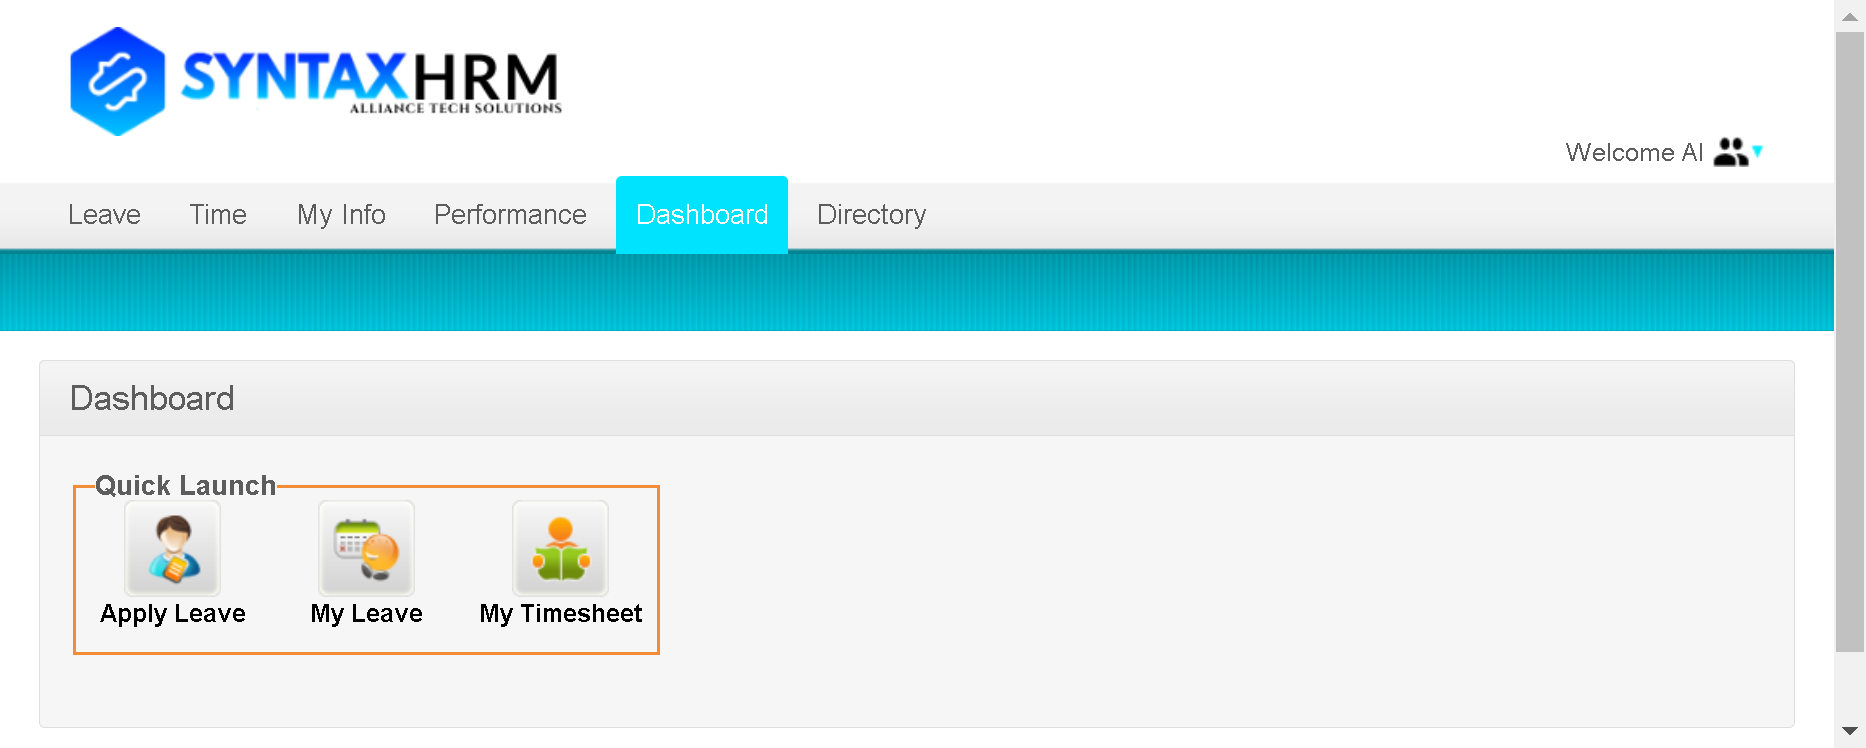 SYNTAXHRM
ALLIANCE TECH SOLUTIONS
Welcome AI
Leave Time My Info Performance Dashboard Directory
Dashboard
Quick Launch
Apply Leave My Leave My Timesheet